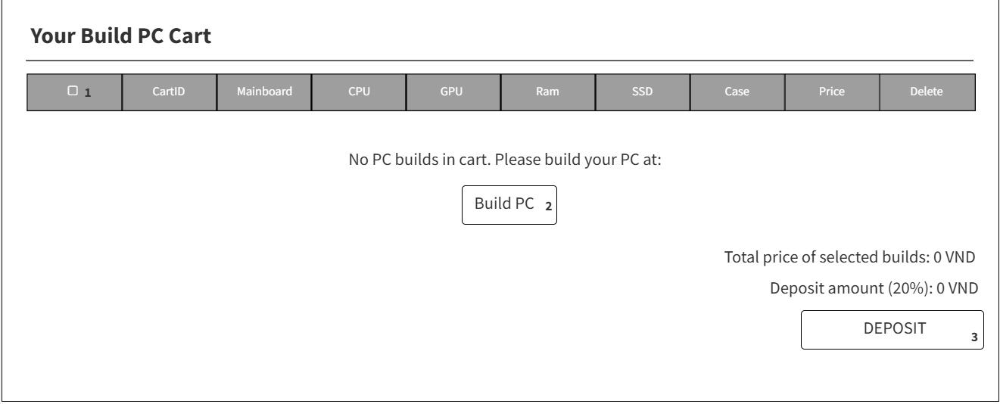 Your Build PC Cart
1 CartID Mainboard CPU GPU Ram SSD Case Price Delete
No PC builds in cart. Please build your PC at:
Build PC 2
Total price of selected builds: 0 VND
Deposit amount (20%): 0 VND
DEPOSIT 3